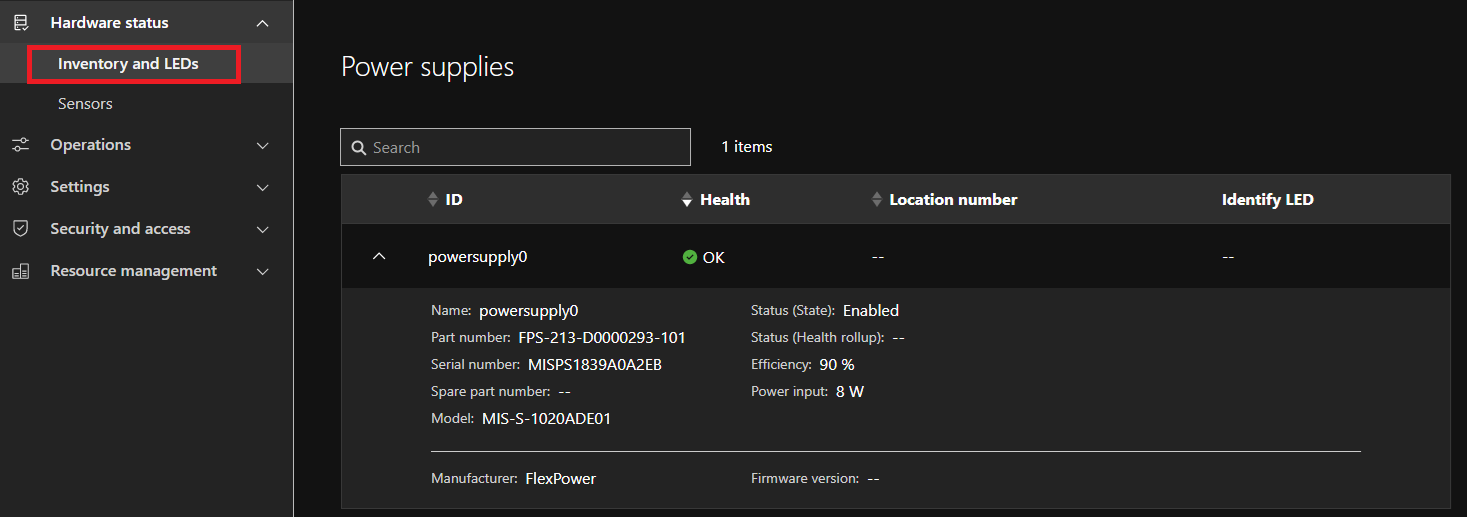 Hardware status
Inventory and LEDs
Sensors
Operations
Settings
Security and access
Resource management
Power supplies
Search
1 items
ID Health Location number Identify LED
powersupply0 OK -- --
Name: powersupply0 Status (State): Enabled
Part number: FPS-213-D0000293-101 Status (Health rollup): --
Serial number: MISPS1839A0A2EB Efficiency: 90 %
Spare part number: -- Power input: 8 W
Model: MIS-S-1020ADE01
Manufacturer: FlexPower Firmware version: --